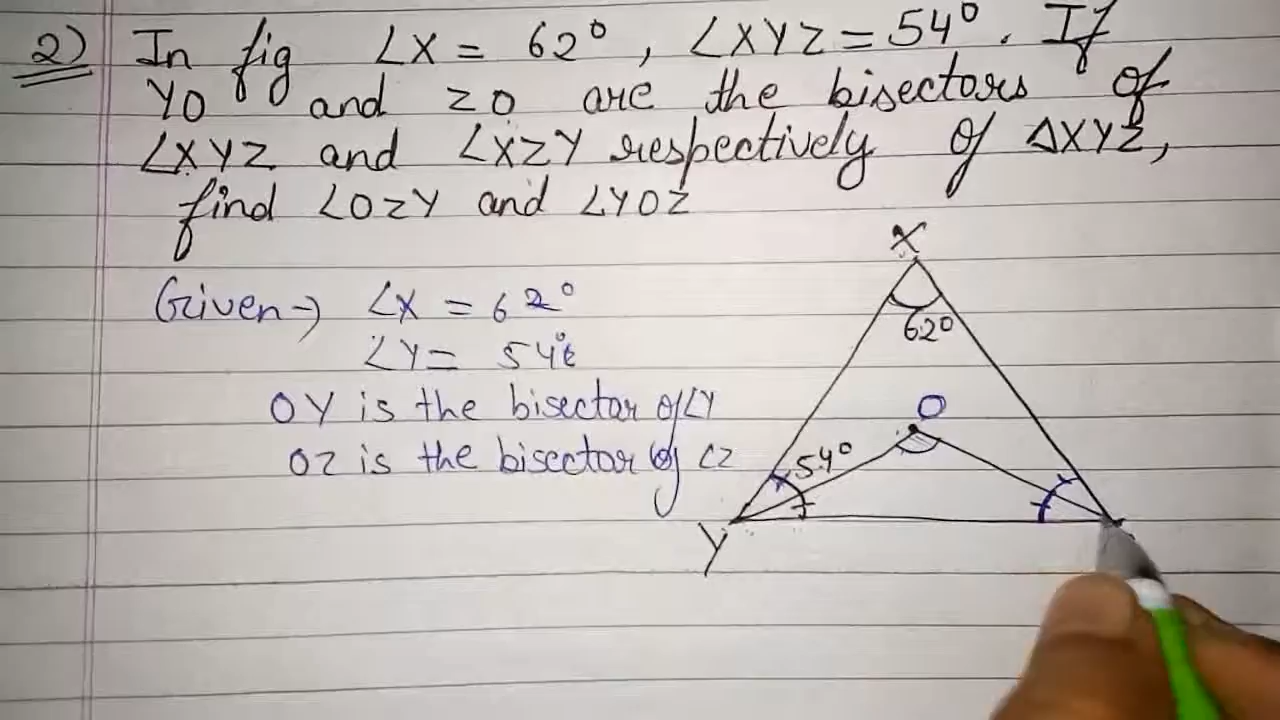 2) In fig ∠X = 62°, ∠XYZ = 54°. If
YO and ZO are the bisectors of
∠XYZ and ∠XZY respectively of ΔXYZ,
find ∠OZY and ∠YOZ
Given→ ∠X = 62°
∠Y = 54°
OY is the bisector of ∠Y
OZ is the bisector of ∠Z
X
62°
O
54°
Y